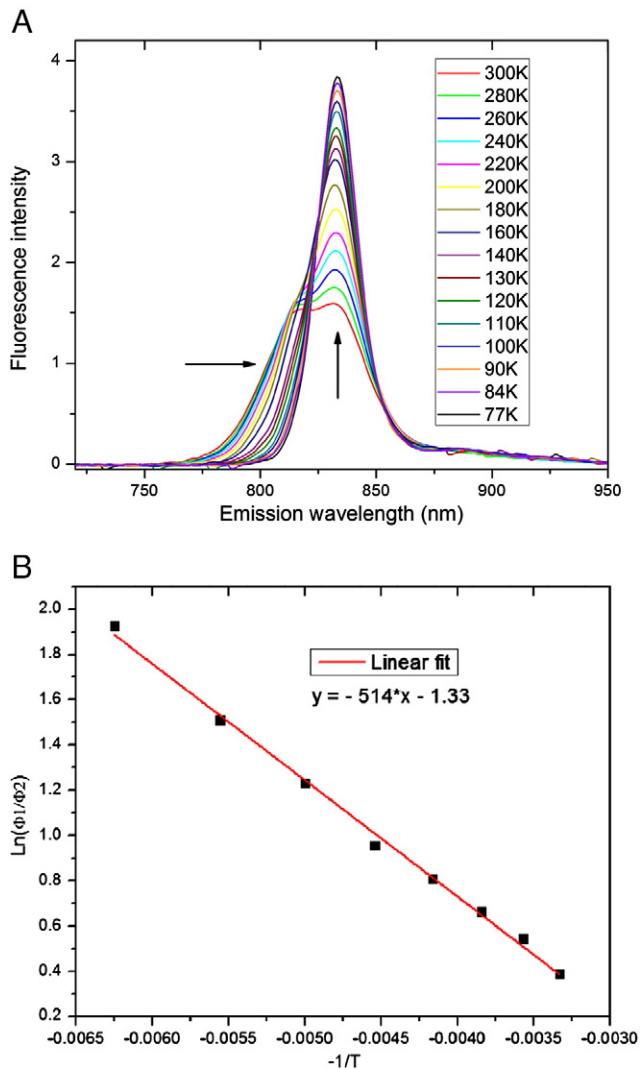 A
Fluorescence intensity
4
3
2
1
0
300K
280K
260K
240K
220K
200K
180K
160K
140K
130K
120K
110K
100K
90K
84K
77K
750 800 850 900 950
Emission wavelength (nm)
B
Ln(Φ1/Φ2)
2.0
1.8
1.6
1.4
1.2
1.0
0.8
0.6
0.4
0.2
Linear fit
y = - 514*x - 1.33
-0.0065 -0.0060 -0.0055 -0.0050 -0.0045 -0.0040 -0.0035 -0.0030
-1/T